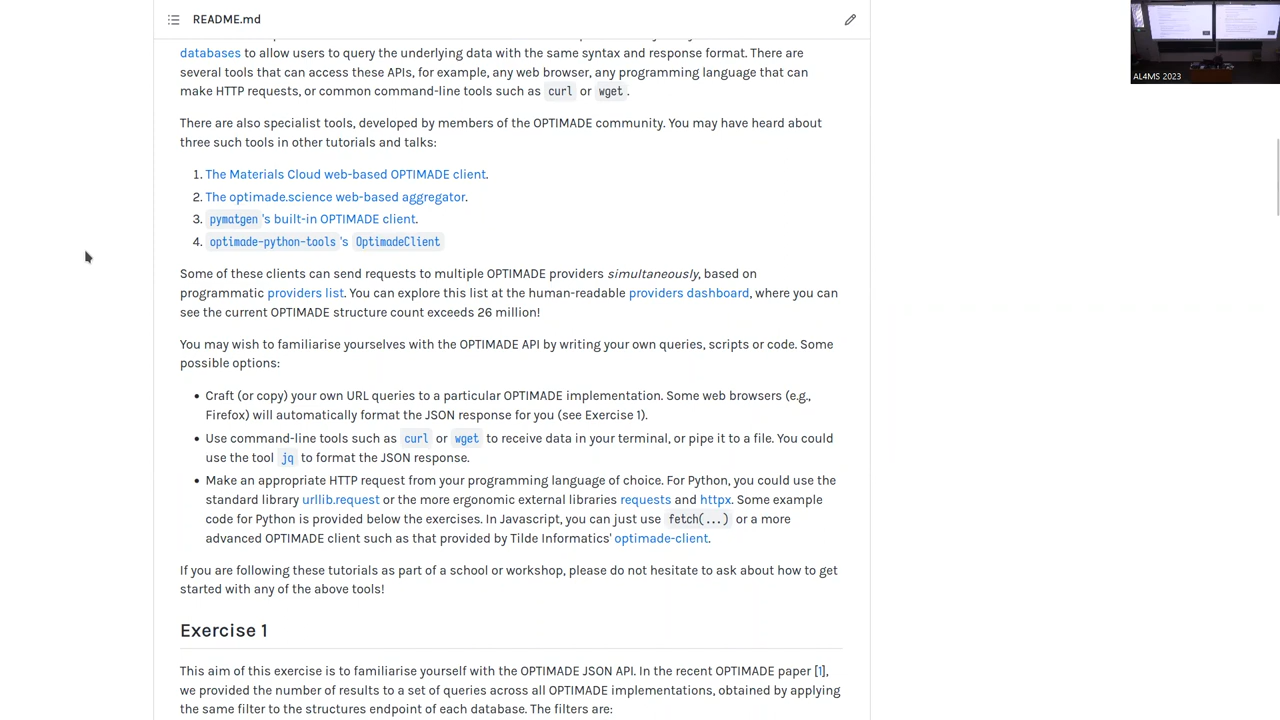 README.md
AL4MS 2023
databases to allow users to query the underlying data with the same syntax and response format. There are
several tools that can access these APIs, for example, any web browser, any programming language that can
make HTTP requests, or common command-line tools such as curl or wget.
There are also specialist tools, developed by members of the OPTIMADE community. You may have heard about
three such tools in other tutorials and talks:
1. The Materials Cloud web-based OPTIMADE client.
2. The optimade.science web-based aggregator.
3. pymatgen 's built-in OPTIMADE client.
4. optimade-python-tools 's OptimadeClient
Some of these clients can send requests to multiple OPTIMADE providers simultaneously, based on
programmatic providers list. You can explore this list at the human-readable providers dashboard, where you can
see the current OPTIMADE structure count exceeds 26 million!
You may wish to familiarise yourselves with the OPTIMADE API by writing your own queries, scripts or code. Some
possible options:
• Craft (or copy) your own URL queries to a particular OPTIMADE implementation. Some web browsers (e.g.,
Firefox) will automatically format the JSON response for you (see Exercise 1).
• Use command-line tools such as curl or wget to receive data in your terminal, or pipe it to a file. You could
use the tool jq to format the JSON response.
• Make an appropriate HTTP request from your programming language of choice. For Python, you could use the
standard library urllib.request or the more ergonomic external libraries requests and httpx. Some example
code for Python is provided below the exercises. In Javascript, you can just use fetch(...) or a more
advanced OPTIMADE client such as that provided by Tilde Informatics' optimade-client.
If you are following these tutorials as part of a school or workshop, please do not hesitate to ask about how to get
started with any of the above tools!
Exercise 1
This aim of this exercise is to familiarise yourself with the OPTIMADE JSON API. In the recent OPTIMADE paper [1],
we provided the number of results to a set of queries across all OPTIMADE implementations, obtained by applying
the same filter to the structures endpoint of each database. The filters are: